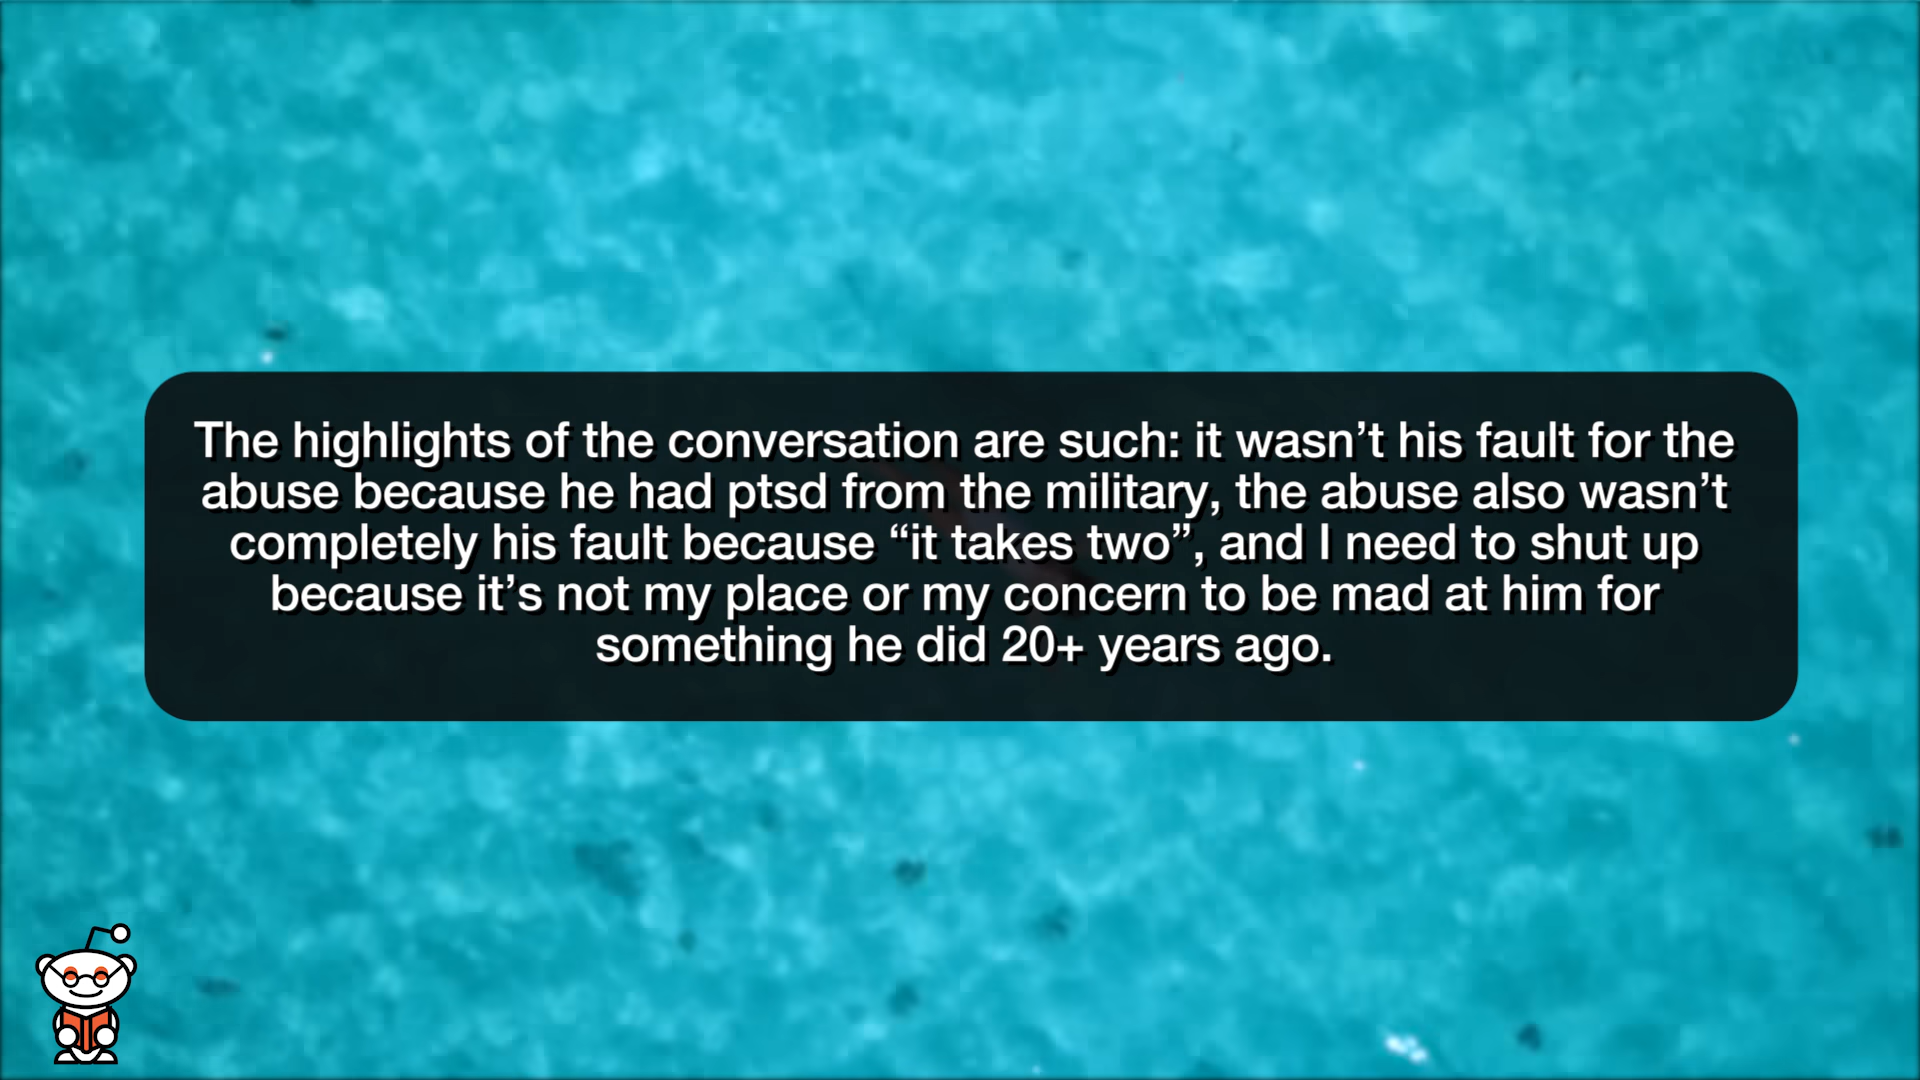 The highlights of the conversation are such: it wasn’t his fault for the
abuse because he had ptsd from the military, the abuse also wasn’t
completely his fault because “it takes two”, and I need to shut up
because it’s not my place or my concern to be mad at him for
something he did 20+ years ago.